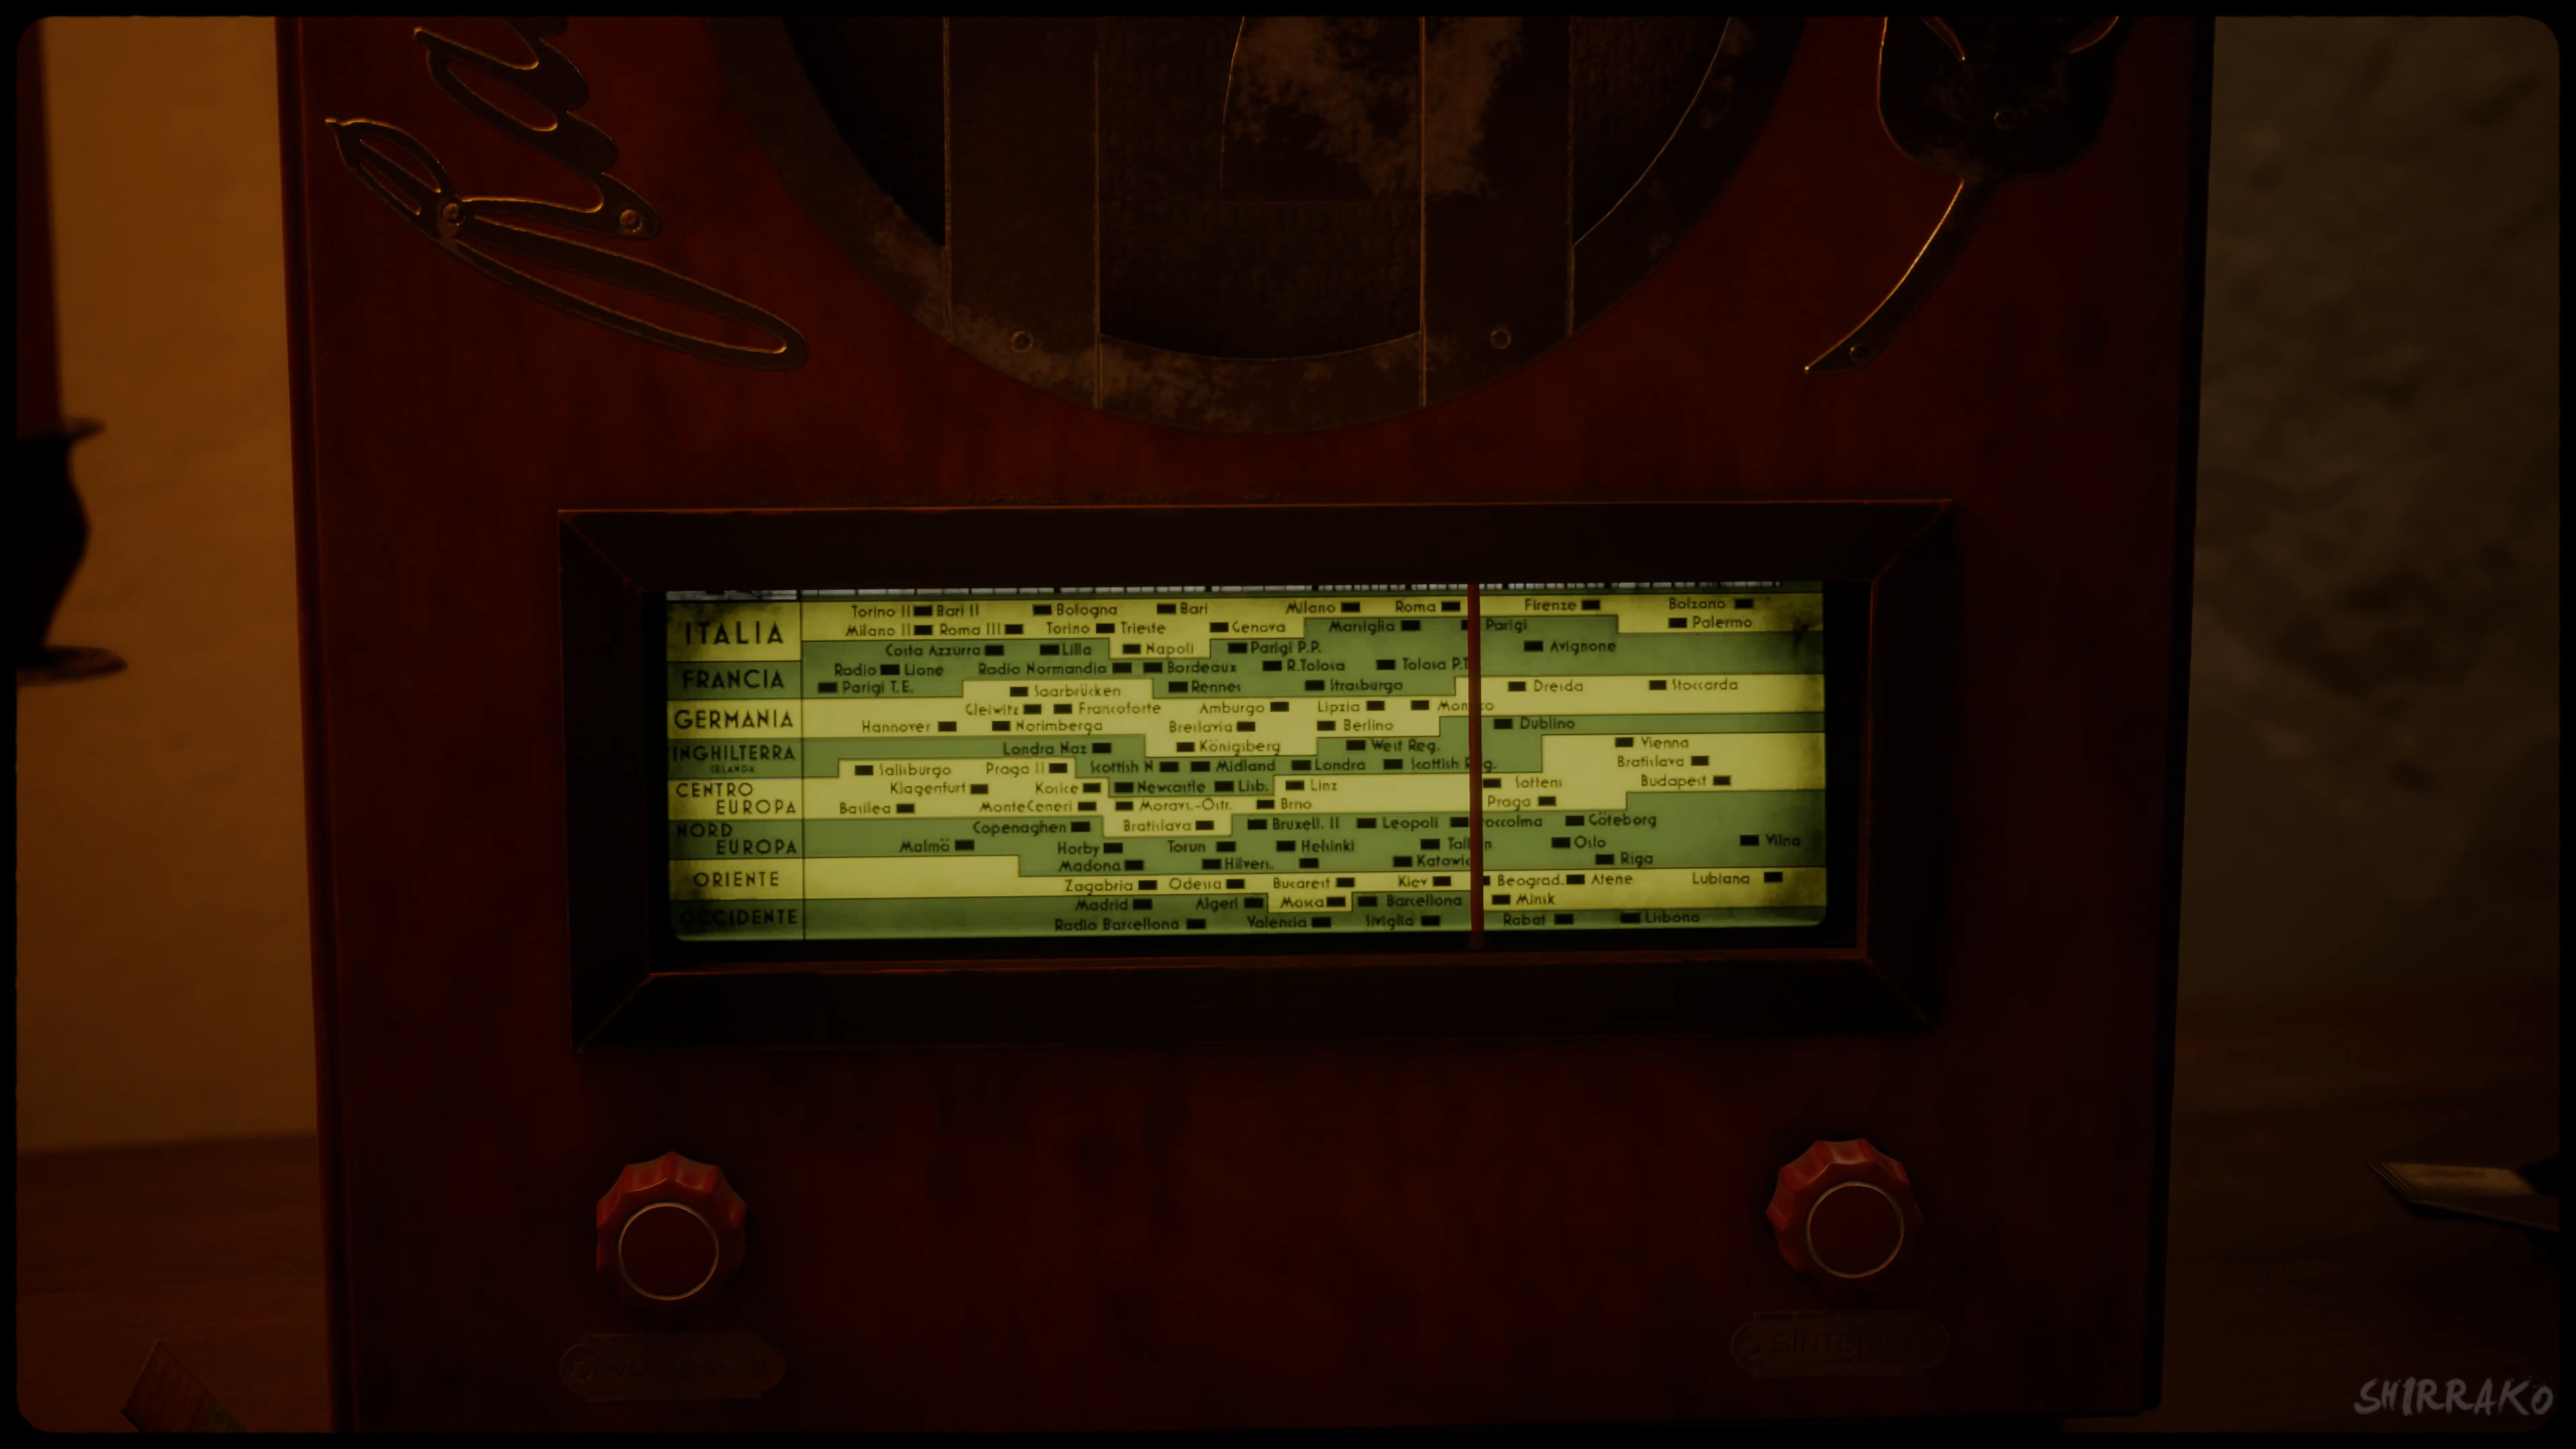 Torino II Bari II Bologna Bari Milano Roma Firenze Bolzano
ITALIA
Milano II Roma III Torino Trieste Genova Marsiglia Parigi Palermo
Costa Azzurra Lilla Napoli Parigi P.P. Avignone
FRANCIA
Radio Lione Radio Normandia Bordeaux R.Tolosa Tolosa P.T
Parigi T.E. Saarbrücken Rennes Strasburgo Dresda Stoccarda
GERMANIA
Gleiwitz Francoforte Amburgo Lipzia
Hannover Norimberga Breslavia Berlino Dublino
INGHILTERRA
IRLANDA
Londra Naz Königsberg West Reg. Vienna
Salisburgo Praga II Scottish N Midland Londra Scottish Bratislava
CENTRO
EUROPA
Klagenfurt Kosice Newcastle Lisb. Linz Sottens Budapest
Basilea MonteCeneri Moravs.-Ostr. Brno Praga
NORD
EUROPA
Copenaghen Bratislava Bruxell. II Leopoli Göteborg
Malmö Horby Torun Helsinki Oslo Vilna
Madona Hilvers. Riga
ORIENTE
Zagabria Odessa Bucarest Kiev Beograd. Atene Lubiana
OCCIDENTE
Madrid Algeri Mosca Barcellona Minsk
Radio Barcellona Valencia Siviglia Rabat Lisbona
SHIRRAKO